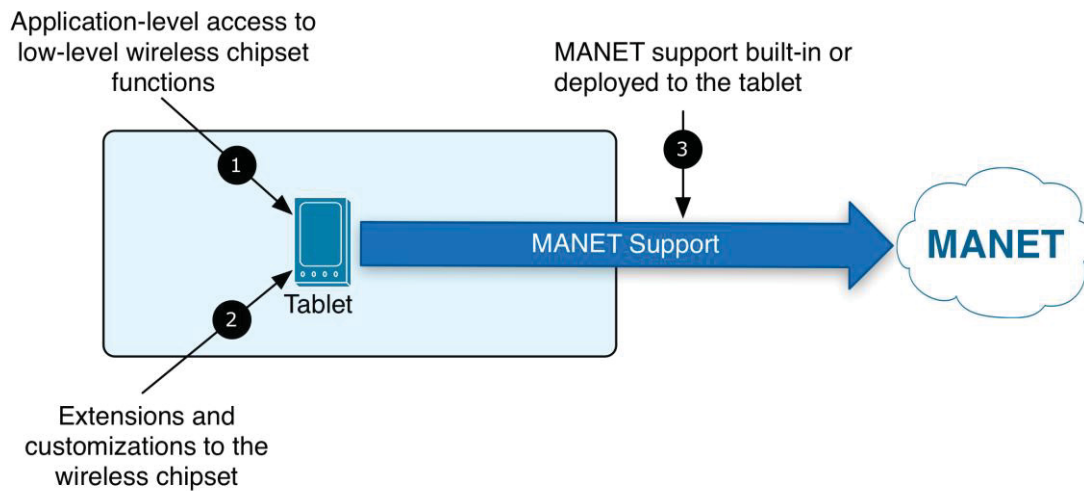 Application-level access to
low-level wireless chipset
functions
MANET support built-in or
deployed to the tablet
1
3
MANET Support
MANET
Tablet
2
Extensions and
customizations to the
wireless chipset